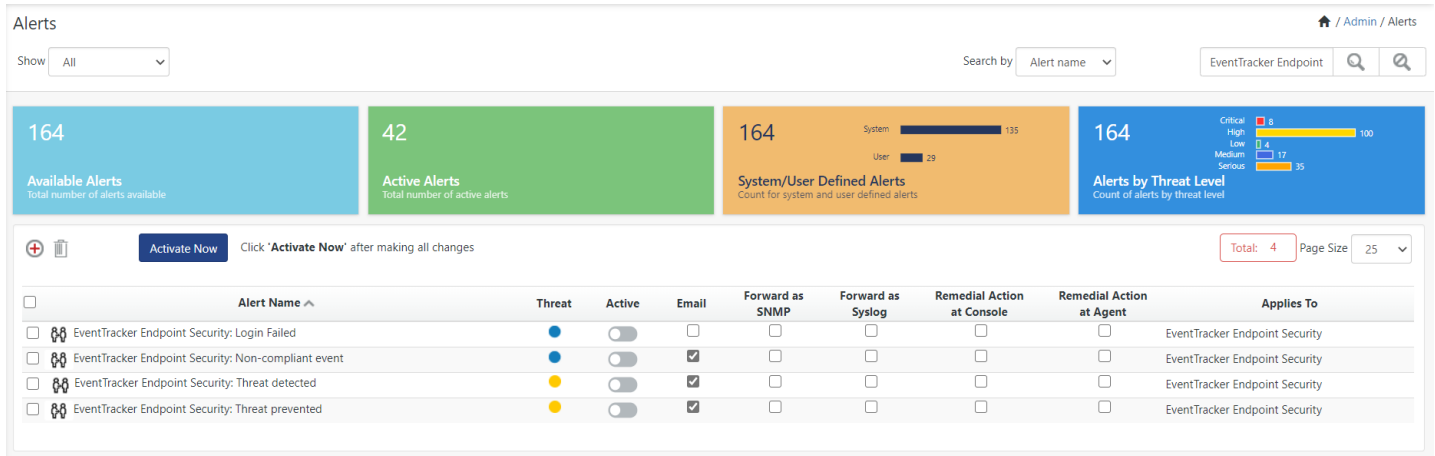 Alerts
/ Admin / Alerts
Show All
Search by Alert name EventTracker Endpoint
164
Available Alerts
Total number of alerts available
42
Active Alerts
Total number of active alerts
164
System 135
User 29
System/User Defined Alerts
Count for system and user defined alerts
164
Critical 8
High 100
Low 4
Medium 17
Serious 35
Alerts by Threat Level
Count of alerts by threat level
Activate Now Click 'Activate Now' after making all changes
Total: 4 Page Size 25
Alert Name Threat Active Email Forward as SNMP Forward as Syslog Remedial Action at Console Remedial Action at Agent Applies To
EventTracker Endpoint Security: Login Failed EventTracker Endpoint Security
EventTracker Endpoint Security: Non-compliant event EventTracker Endpoint Security
EventTracker Endpoint Security: Threat detected EventTracker Endpoint Security
EventTracker Endpoint Security: Threat prevented EventTracker Endpoint Security